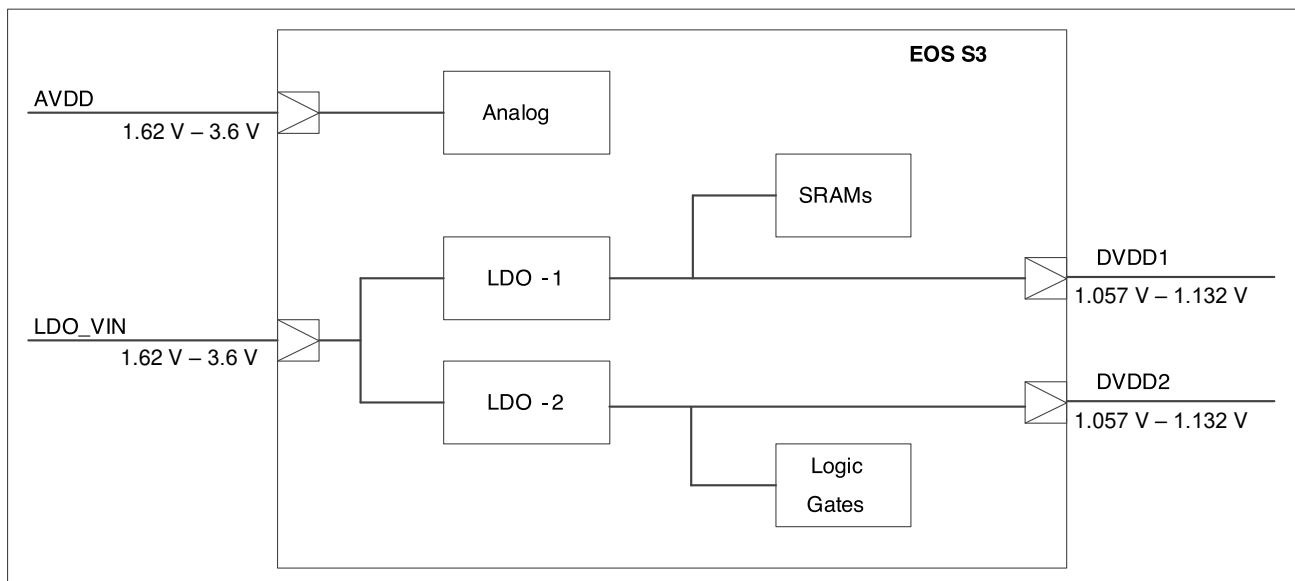 EOS S3
AVDD
1.62 V – 3.6 V
Analog
SRAMs
LDO - 1
DVDD1
1.057 V – 1.132 V
LDO_VIN
1.62 V – 3.6 V
LDO - 2
DVDD2
1.057 V – 1.132 V
Logic
Gates